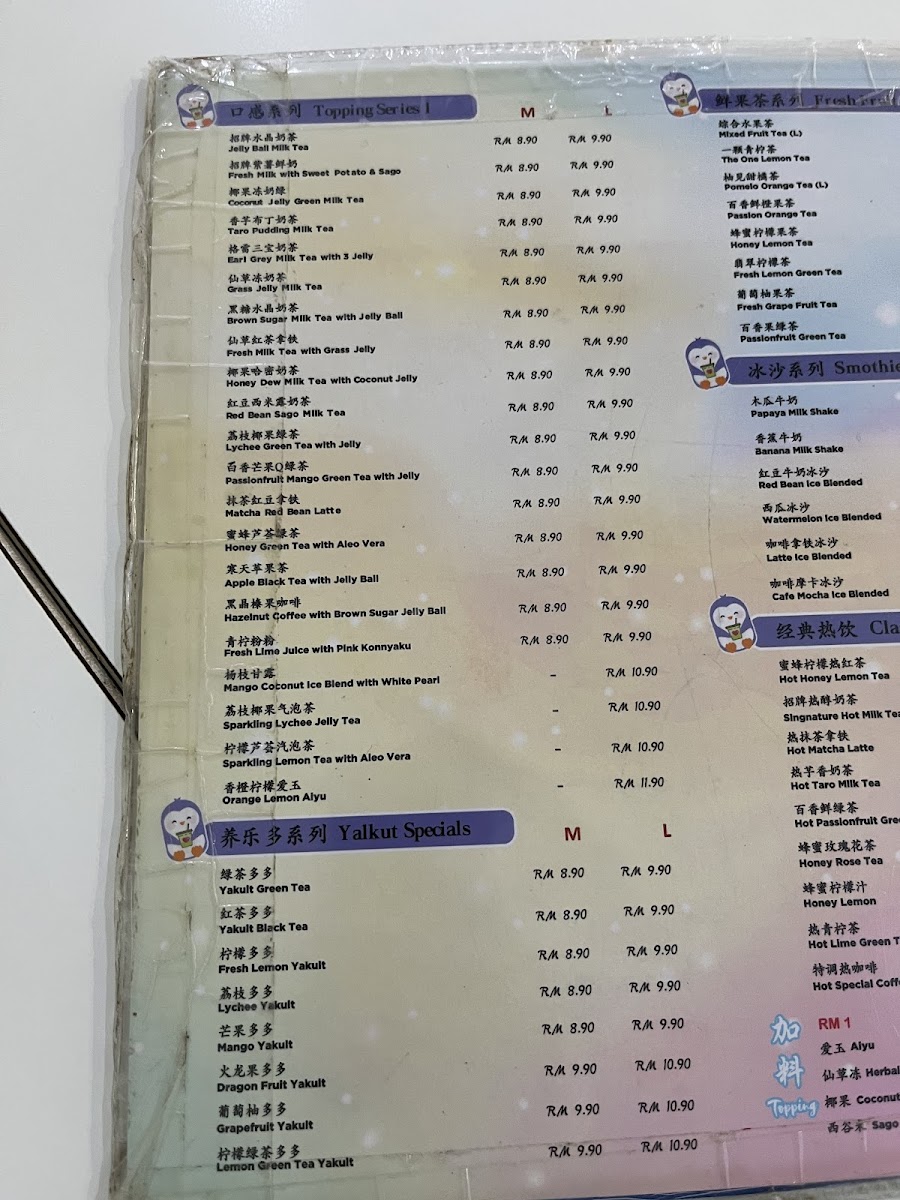 口感系列 Topping Series 1 M L
招牌水晶奶茶 RM 8.90 RM 9.90
Jelly Ball Milk Tea
招牌紫薯鲜奶 RM 8.90 RM 9.90
Fresh Milk with Sweet Potato & Sago
椰果冻奶绿 RM 8.90 RM 9.90
Coconut Jelly Green Milk Tea
香芋布丁奶茶 RM 8.90 RM 9.90
Taro Pudding Milk Tea
格雷三宝奶茶 RM 8.90 RM 9.90
Earl Grey Milk Tea with 3 Jelly
仙草冻奶茶 RM 8.90 RM 9.90
Grass Jelly Milk Tea
黑糖水晶奶茶 RM 8.90 RM 9.90
Brown Sugar Milk Tea with Jelly Ball
仙草紅茶拿铁 RM 8.90 RM 9.90
Fresh Milk Tea with Grass Jelly
椰果哈密奶茶 RM 8.90 RM 9.90
Honey Dew Milk Tea with Coconut Jelly
紅豆西米露奶茶 RM 8.90 RM 9.90
Red Bean Sago Milk Tea
荔枝椰果绿茶 RM 8.90 RM 9.90
Lychee Green Tea with Jelly
百香芒果Q绿茶 RM 8.90 RM 9.90
Passionfruit Mango Green Tea with Jelly
抹茶紅豆拿铁 RM 8.90 RM 9.90
Matcha Red Bean Latte
蜜蜂芦荟绿茶 RM 8.90 RM 9.90
Honey Green Tea with Aleo Vera
寒天苹果茶 RM 8.90 RM 9.90
Apple Black Tea with Jelly Ball
黑晶榛果咖啡 RM 8.90 RM 9.90
Hazelnut Coffee with Brown Sugar Jelly Ball
青柠粉粉 RM 8.90 RM 9.90
Fresh Lime Juice with Pink Konnyaku
杨枝甘露 - RM 10.90
Mango Coconut Ice Blend with White Pearl
荔枝椰果气泡茶 - RM 10.90
Sparkling Lychee Jelly Tea
柠檬芦荟汽泡茶 - RM 10.90
Sparkling Lemon Tea with Aleo Vera
香橙柠檬爱玉 - RM 11.90
Orange Lemon Aiyu
养乐多系列 Yalkut Specials M L
绿茶多多 RM 8.90 RM 9.90
Yakult Green Tea
紅茶多多 RM 8.90 RM 9.90
Yakult Black Tea
柠檬多多 RM 8.90 RM 9.90
Fresh Lemon Yakult
荔枝多多 RM 8.90 RM 9.90
Lychee Yakult
芒果多多 RM 8.90 RM 9.90
Mango Yakult
火龙果多多 RM 9.90 RM 10.90
Dragon Fruit Yakult
葡萄柚多多 RM 9.90 RM 10.90
Grapefruit Yakult
柠檬绿茶多多 RM 9.90 RM 10.90
Lemon Green Tea Yakult
鲜果茶系列 Fresh
综合水果茶
Mixed Fruit Tea (L)
一颗青柠茶
The One Lemon Tea
柚見甜橘茶
Pomelo Orange Tea (L)
百香鲜橙果茶
Passion Orange Tea
蜂蜜柠檬果茶
Honey Lemon Tea
翡翠柠檬茶
Fresh Lemon Green Tea
葡萄柚果茶
Fresh Grape Fruit Tea
百香果绿茶
Passionfruit Green Tea
冰沙系列 Smothie
木瓜牛奶
Papaya Milk Shake
香蕉牛奶
Banana Milk Shake
紅豆牛奶冰沙
Red Bean Ice Blended
西瓜冰沙
Watermelon Ice Blended
咖啡拿铁冰沙
Latte Ice Blended
咖啡摩卡冰沙
Cafe Mocha Ice Blended
经典热饮 Cla
蜜蜂柠檬热紅茶
Hot Honey Lemon Tea
招牌热醇奶茶
Singnature Hot Milk Tea
热抹茶拿铁
Hot Matcha Latte
热芋香奶茶
Hot Taro Milk Tea
百香鲜绿茶
Hot Passionfruit Gre
蜂蜜玫瑰花茶
Honey Rose Tea
蜂蜜柠檬汁
Honey Lemon
热青柠茶
Hot Lime Green T
特调热咖啡
Hot Special Coff
加料 Topping
RM 1
爱玉 Aiyu
仙草冻 Herbal
椰果 Coconut
西谷米 Sago